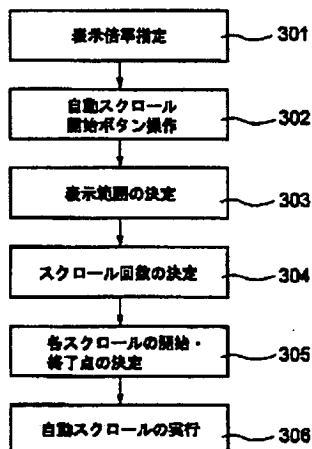 表示倍率指定
301
自動スクロール
開始ボタン操作
302
表示範囲の決定
303
スクロール回数の決定
304
各スクロールの開始・
終了点の決定
305
自動スクロールの実行
306